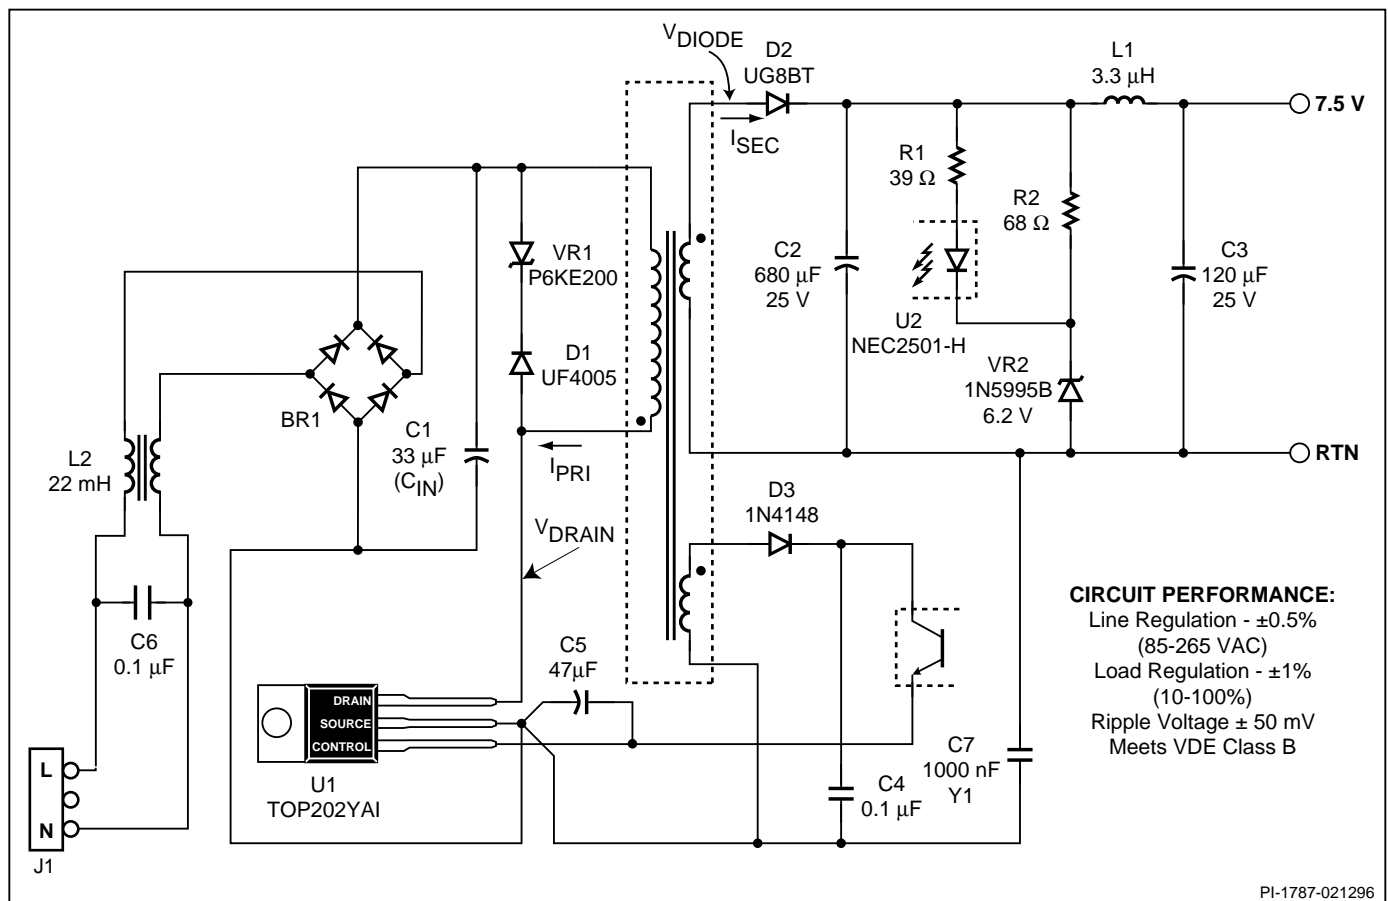 VDIODE
D2
UG8BT
L1
3.3 μH
7.5 V
ISEC
R1
39 Ω
R2
68 Ω
VR1
P6KE200
C2
680 μF
25 V
C3
120 μF
25 V
U2
NEC2501-H
D1
UF4005
VR2
1N5995B
6.2 V
BR1
C1
33 μF
(CIN)
IPRI
RTN
L2
22 mH
D3
1N4148
VDRAIN
C6
0.1 μF
C5
47μF
CIRCUIT PERFORMANCE:
Line Regulation - ±0.5%
(85-265 VAC)
Load Regulation - ±1%
(10-100%)
Ripple Voltage ± 50 mV
Meets VDE Class B
DRAIN
SOURCE
CONTROL
U1
TOP202YAI
C7
1000 nF
Y1
C4
0.1 μF
L
N
J1
PI-1787-021296